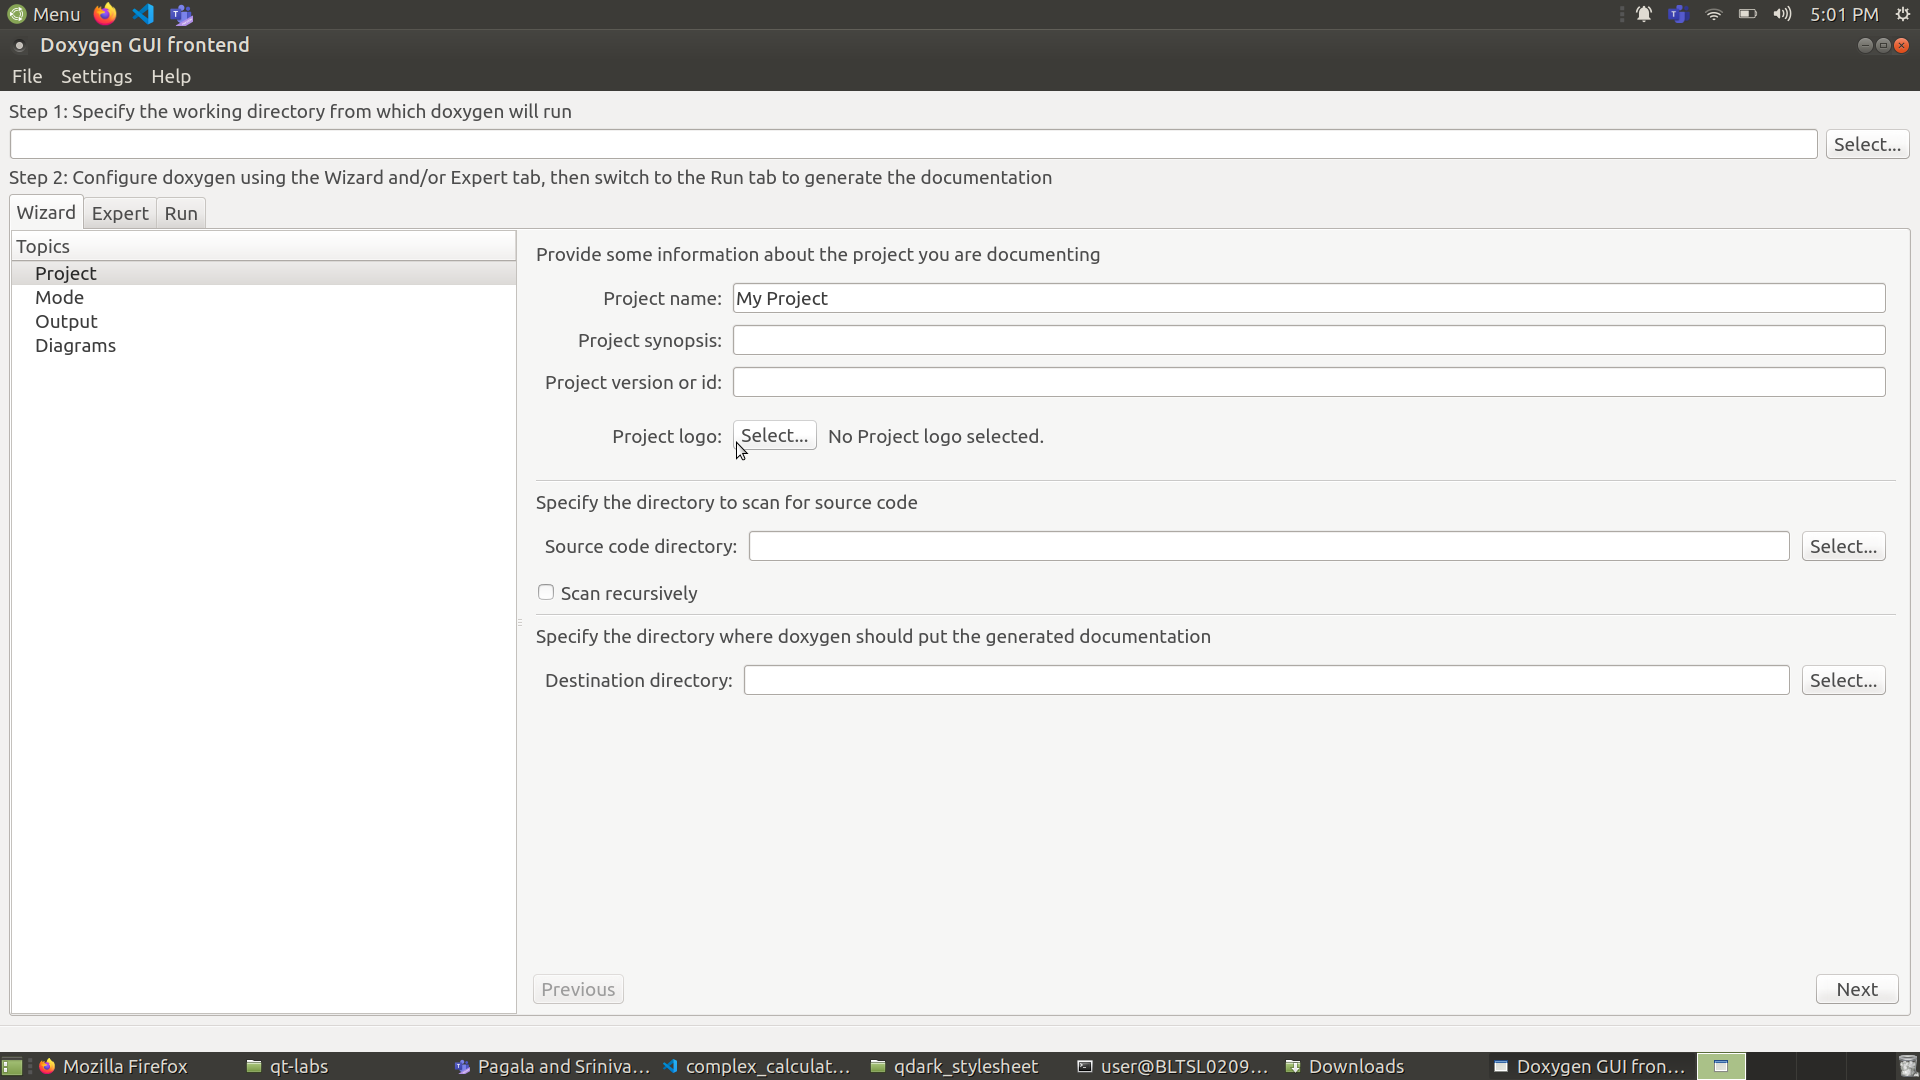 Menu 5:01 PM
Doxygen GUI frontend
File Settings Help
Step 1: Specify the working directory from which doxygen will run
Select...
Step 2: Configure doxygen using the Wizard and/or Expert tab, then switch to the Run tab to generate the documentation
Wizard Expert Run
Topics
Project
Mode
Output
Diagrams
Provide some information about the project you are documenting
Project name: My Project
Project synopsis:
Project version or id:
Project logo: Select... No Project logo selected.
Specify the directory to scan for source code
Source code directory: Select...
Scan recursively
Specify the directory where doxygen should put the generated documentation
Destination directory: Select...
Previous Next
Mozilla Firefox qt-labs Pagala and Sriniva... complex_calculat... qdark_stylesheet user@BLTSL0209... Downloads Doxygen GUI fron...